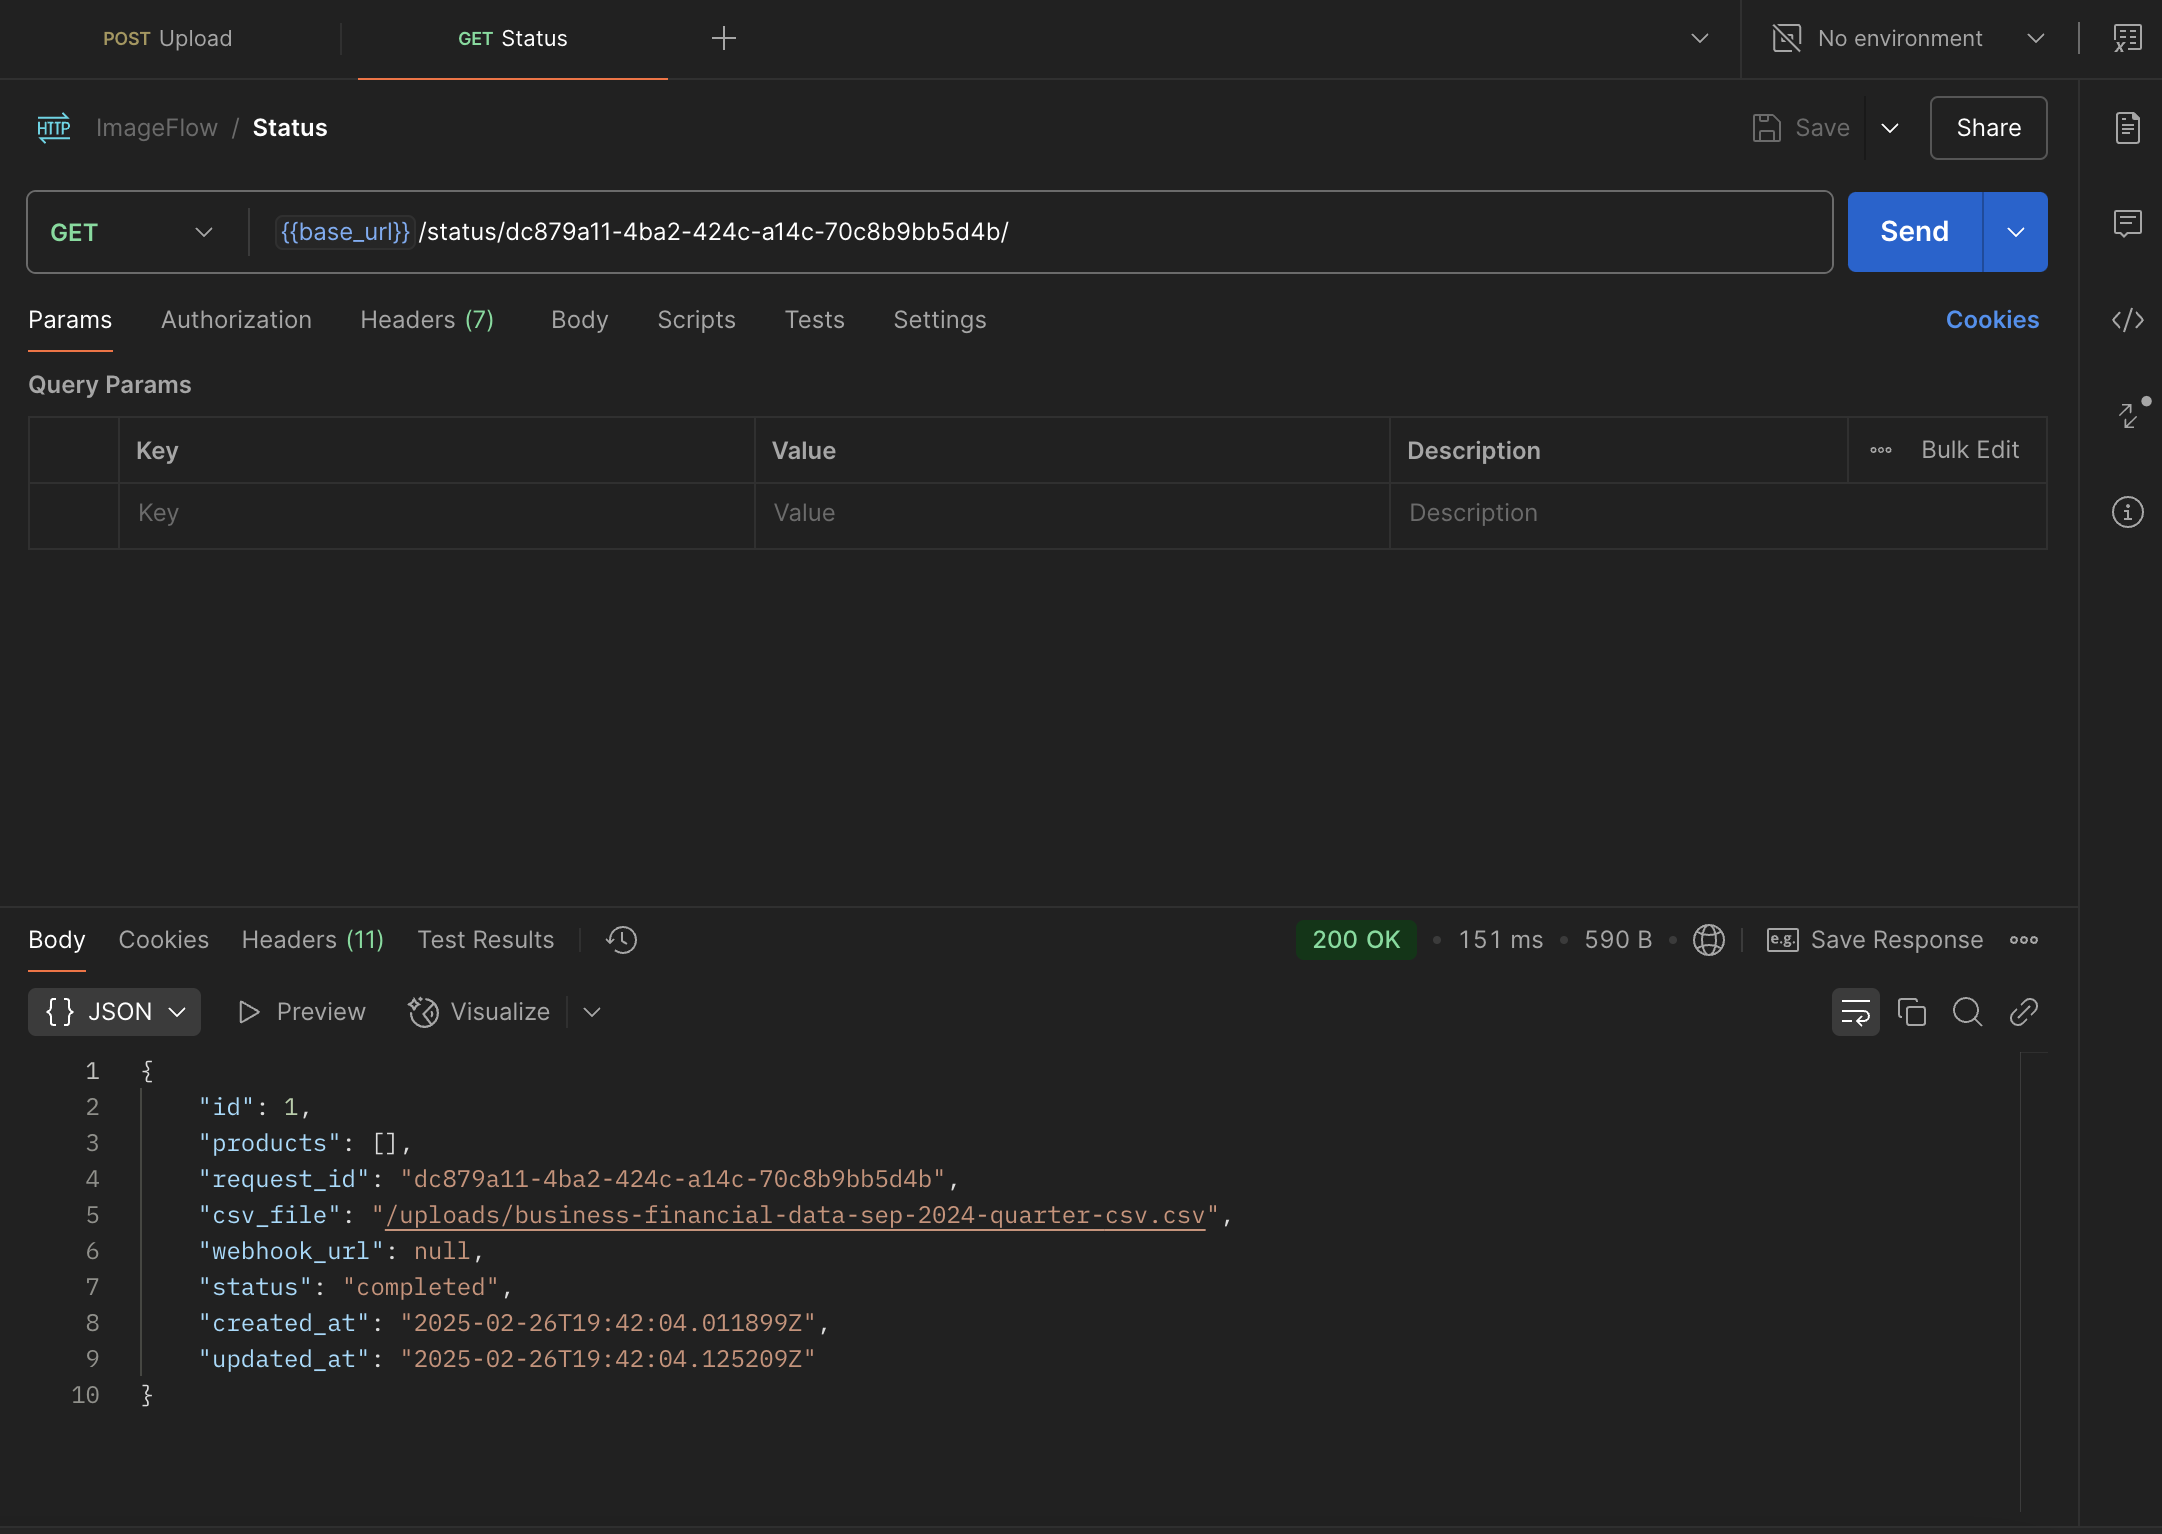 POST Upload
GET Status
No environment
HTTP ImageFlow / Status
Save
Share
GET
{{base_url}}/status/dc879a11-4ba2-424c-a14c-70c8b9bb5d4b/
Send
Params Authorization Headers (7) Body Scripts Tests Settings
Cookies
Query Params
Key Value Description Bulk Edit
Key Value Description
Body Cookies Headers (11) Test Results
200 OK • 151 ms • 590 B • e.g. Save Response
{} JSON Preview Visualize
1 {
2 "id": 1,
3 "products": [],
4 "request_id": "dc879a11-4ba2-424c-a14c-70c8b9bb5d4b",
5 "csv_file": "/uploads/business-financial-data-sep-2024-quarter-csv.csv",
6 "webhook_url": null,
7 "status": "completed",
8 "created_at": "2025-02-26T19:42:04.011899Z",
9 "updated_at": "2025-02-26T19:42:04.125209Z"
10 }